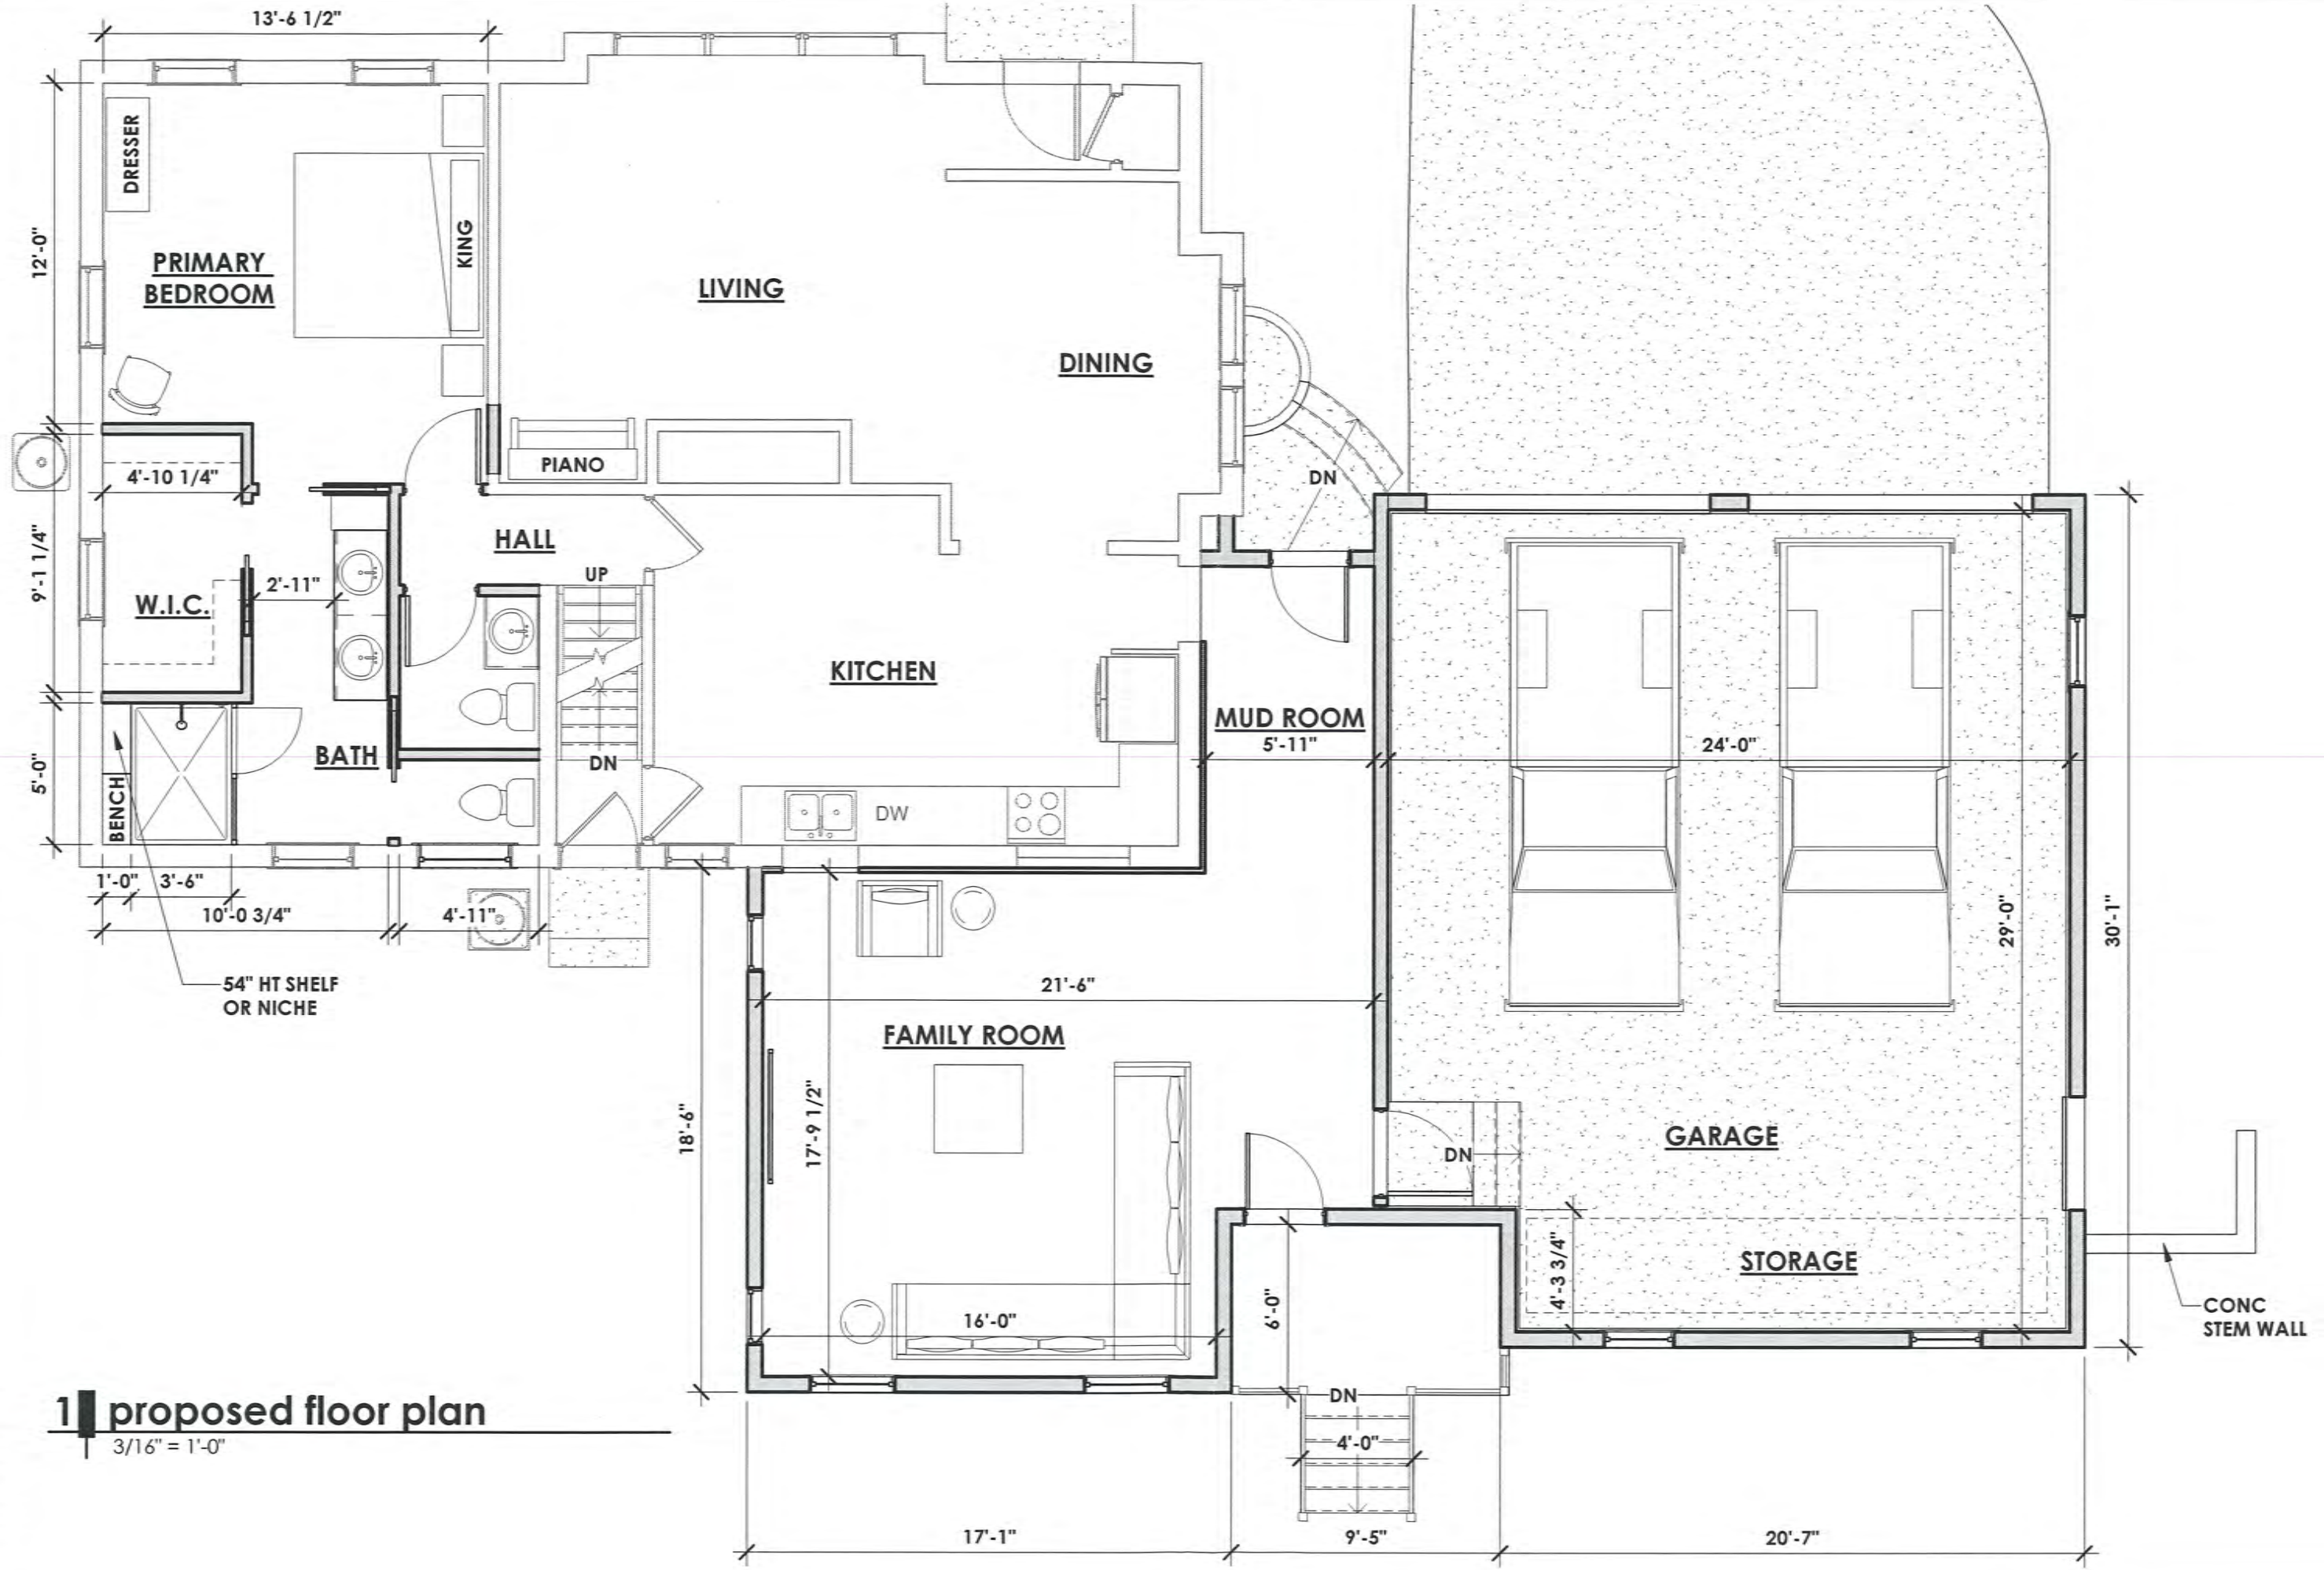 13'-6 1/2"
DRESSER
KING
12'-0"
PRIMARY
BEDROOM
LIVING
DINING
PIANO
4'-10 1/4"
DN
HALL
9'-1 1/4"
UP
2'-11"
W.I.C.
KITCHEN
MUD ROOM
5'-11"
24'-0"
BATH
DN
5'-0"
BENCH
DW
1'-0"
3'-6"
10'-0 3/4"
4'-11"
29'-0"
30'-1"
54" HT SHELF
OR NICHE
21'-6"
FAMILY ROOM
18'-6"
17'-9 1/2"
GARAGE
DN
STORAGE
4'-3 3/4"
6'-0"
16'-0"
CONC
STEM WALL
DN
1 proposed floor plan
3/16" = 1'-0"
4'-0"
17'-1"
9'-5"
20'-7"